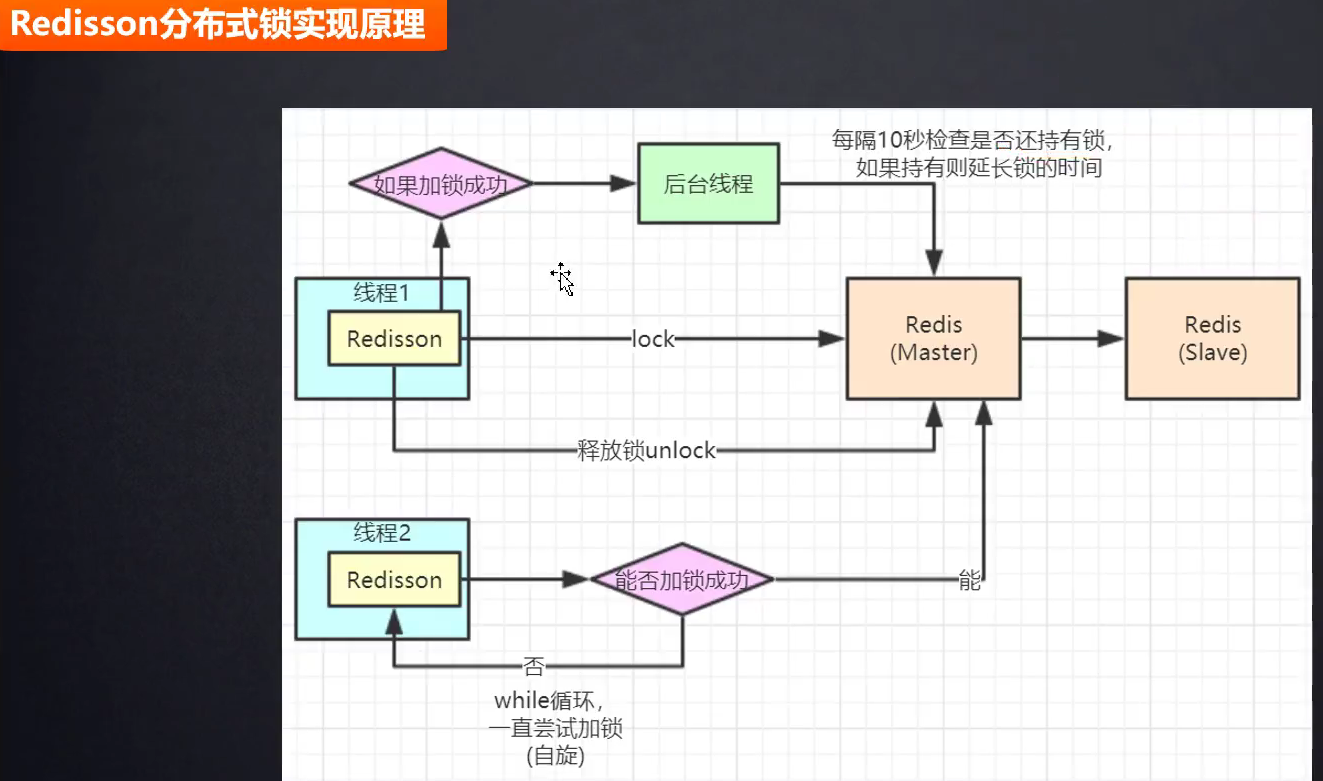 Redisson分布式锁实现原理
每隔10秒检查是否还持有锁，
如果持有则延长锁的时间
如果加锁成功
后台线程
线程1
Redisson
lock
Redis
(Master)
Redis
(Slave)
释放锁unlock
线程2
Redisson
能否加锁成功
能
否
while循环，
一直尝试加锁
(自旋)